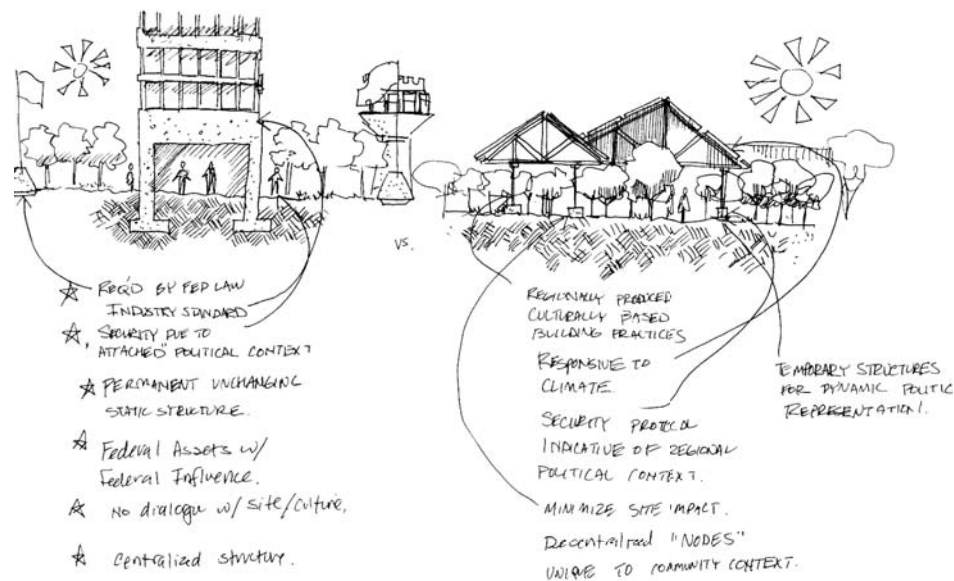 REQ'D BY FED LAW
INDUSTRY STANDARD
SECURITY DUE TO
"ATTACHED" POLITICAL CONTEXT
PERMANENT UNCHANGING
STATIC STRUCTURE.
Federal Assets w/
Federal Influence.
No dialogue w/ site/culture.
Centralized structure.
VS.
REGIONALLY PRODUCED
CULTURALLY BASED
BUILDING PRACTICES
RESPONSIVE TO
CLIMATE.
SECURITY PROTOCOL
INDICATIVE OF REGIONAL
POLITICAL CONTEXT.
MINIMIZE SITE IMPACT.
Decentralized "NODES"
UNIQUE TO COMMUNITY CONTEXT.
TEMPORARY STRUCTURES
FOR DYNAMIC POLITIC
REPRESENTATION.